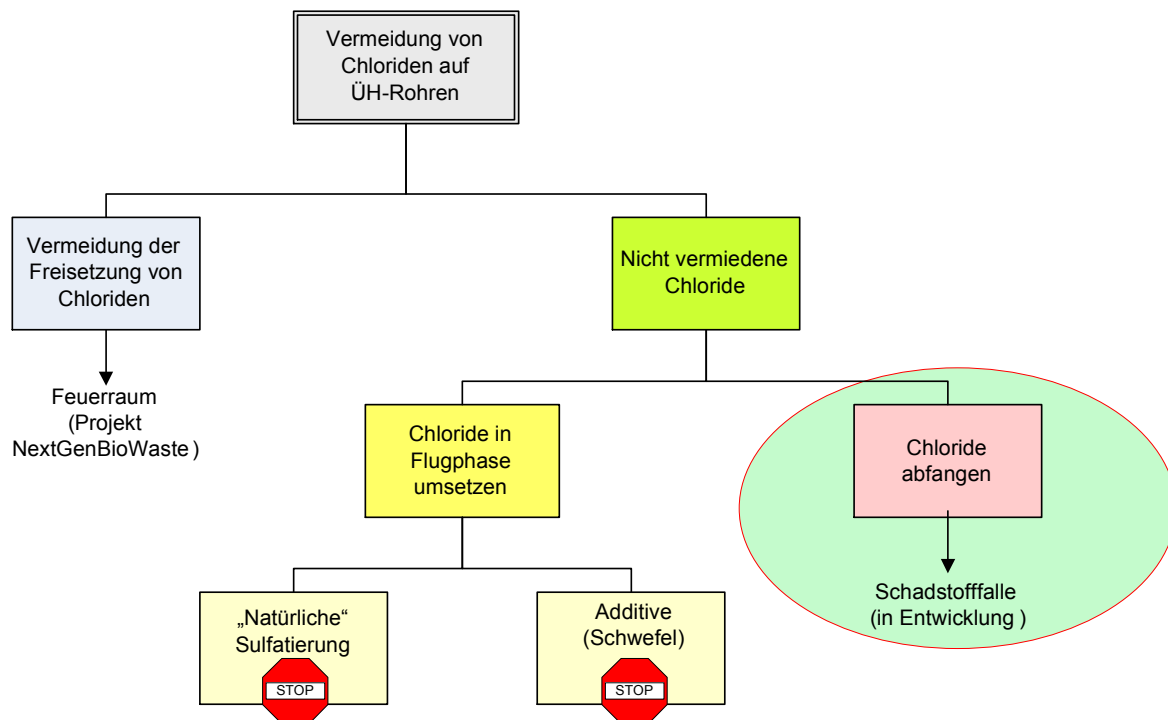 Vermeidung von
Chloriden auf
ÜH-Rohren
Vermeidung der
Freisetzung von
Chloriden
Nicht vermiedene
Chloride
Feuerraum
(Projekt
NextGenBioWaste )
Chloride in
Flugphase
umsetzen
Chloride
abfangen
Schadstofffalle
(in Entwicklung )
„Natürliche“
Sulfatierung
STOP
Additive
(Schwefel)
STOP